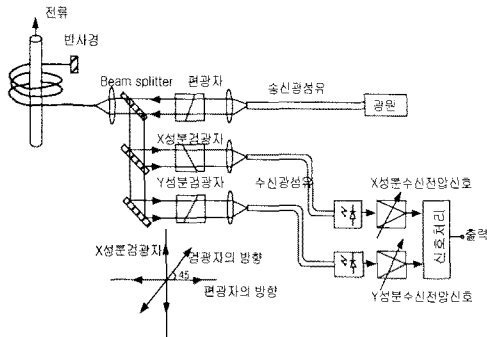 전류
반사경
Beam splitter
편광자
송신광섬유
광원
X성분검광자
Y성분검광자
수신광섬유
X성분수신전압신호
신호처리
출력
Y성분수신전압신호
X성분검광자
검광자의 방향
45
편광자의 방향